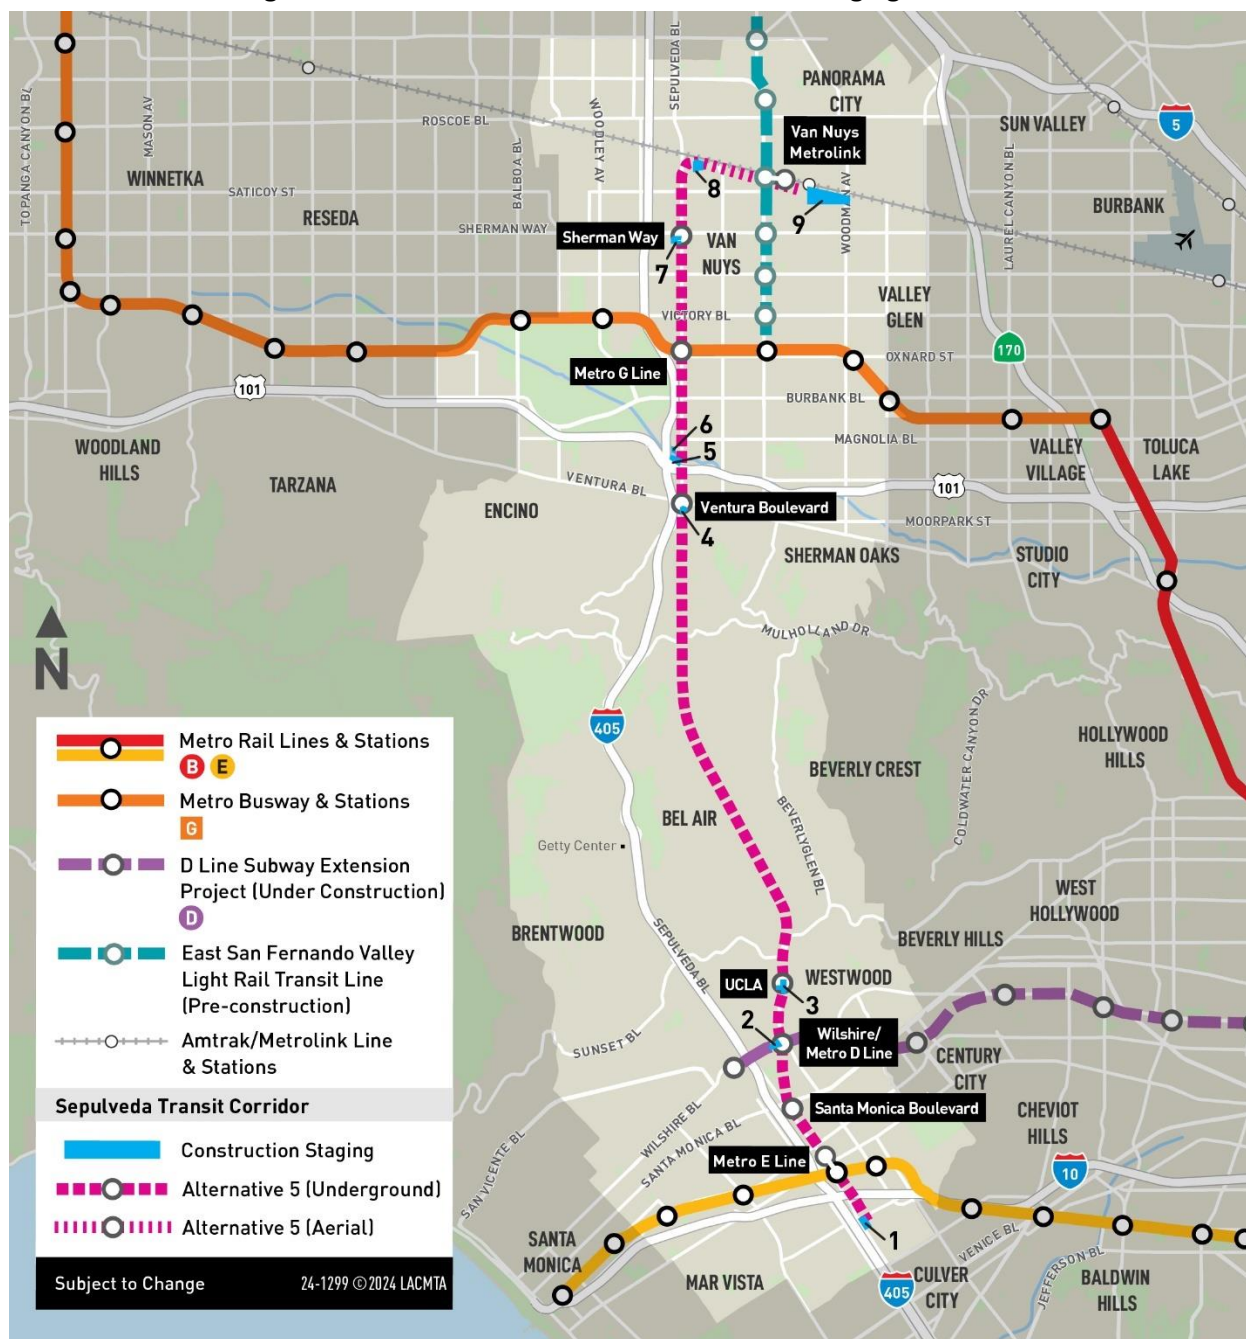 TOPANGA CANYON BL
MASON AV
WINNETKA
SATICOY ST
RESEDA
ROSCOE BL
BALBOA BL
SHERMAN WAY
WOODLEY AV
SEPULVEDA BL
PANORAMA
CITY
Van Nuys
Metrolink
SUN VALLEY
5
LAUREL CANYON BL
BURBANK
WOODMAN AV
8
9
Sherman Way
7
VAN
NUYS
VICTORY BL
VALLEY
GLEN
OXNARD ST
170
Metro G Line
BURBANK BL
MAGNOLIA BL
101
WOODLAND
HILLS
TARZANA
6
5
VENTURA BL
ENCINO
Ventura Boulevard
4
101
VALLEY
VILLAGE
TOLUCA
LAKE
MOORPARK ST
SHERMAN OAKS
STUDIO
CITY
MULHOLLAND DR
N
405
COLDWATER CANYON DR
HOLLYWOOD
HILLS
BEVERLY CREST
BEL AIR
BEVERLY GLEN BL
Getty Center
WEST
HOLLYWOOD
BRENTWOOD
SEPULVEDA BL
BEVERLY HILLS
UCLA
WESTWOOD
3
2
Wilshire/
Metro D Line
SUNSET BL
CENTURY
CITY
Santa Monica Boulevard
CHEVIOT
HILLS
WILSHIRE BL
SANTA MONICA BL
SAN VICENTE BL
Metro E Line
10
1
SANTA
MONICA
MAR VISTA
405
CULVER
CITY
VENICE BL
JEFFERSON BL
BALDWIN
HILLS
Metro Rail Lines & Stations
B E
Metro Busway & Stations
G
D Line Subway Extension
Project (Under Construction)
D
East San Fernando Valley
Light Rail Transit Line
(Pre-construction)
Amtrak/Metrolink Line
& Stations
Sepulveda Transit Corridor
Construction Staging
Alternative 5 (Underground)
Alternative 5 (Aerial)
Subject to Change 24-1299 ©2024 LACMTA